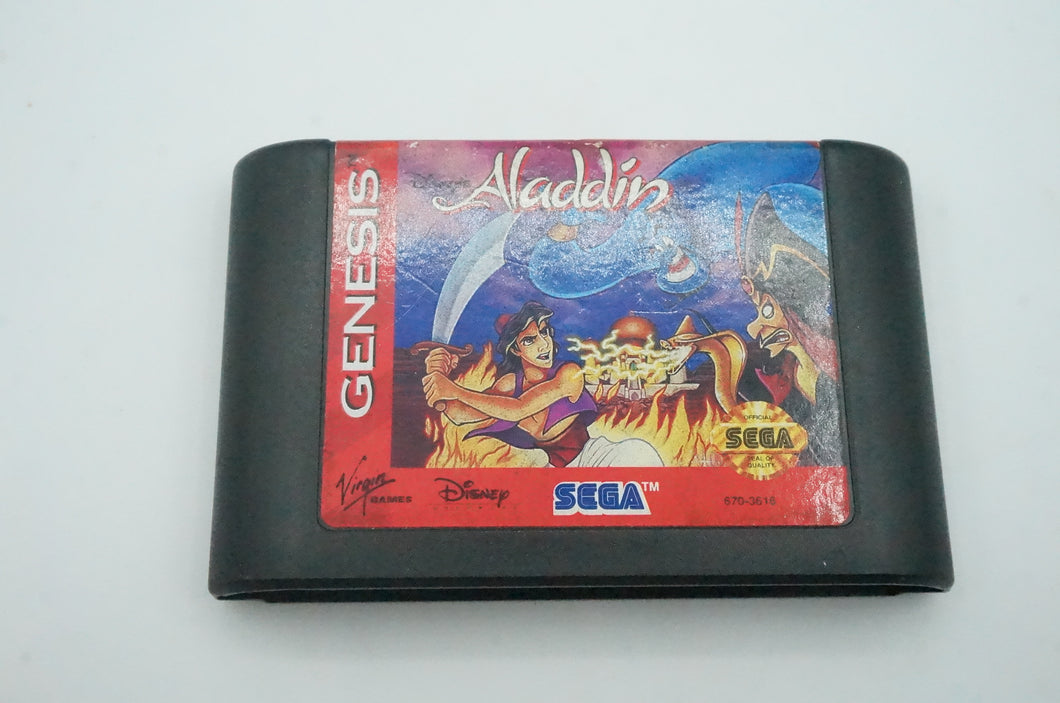 GENESIS
Disney's Aladdin
OFFICIAL
SEGA
SEAL OF
QUALITY
Virgin
GAMES
Disney
SEGA™
670-3616